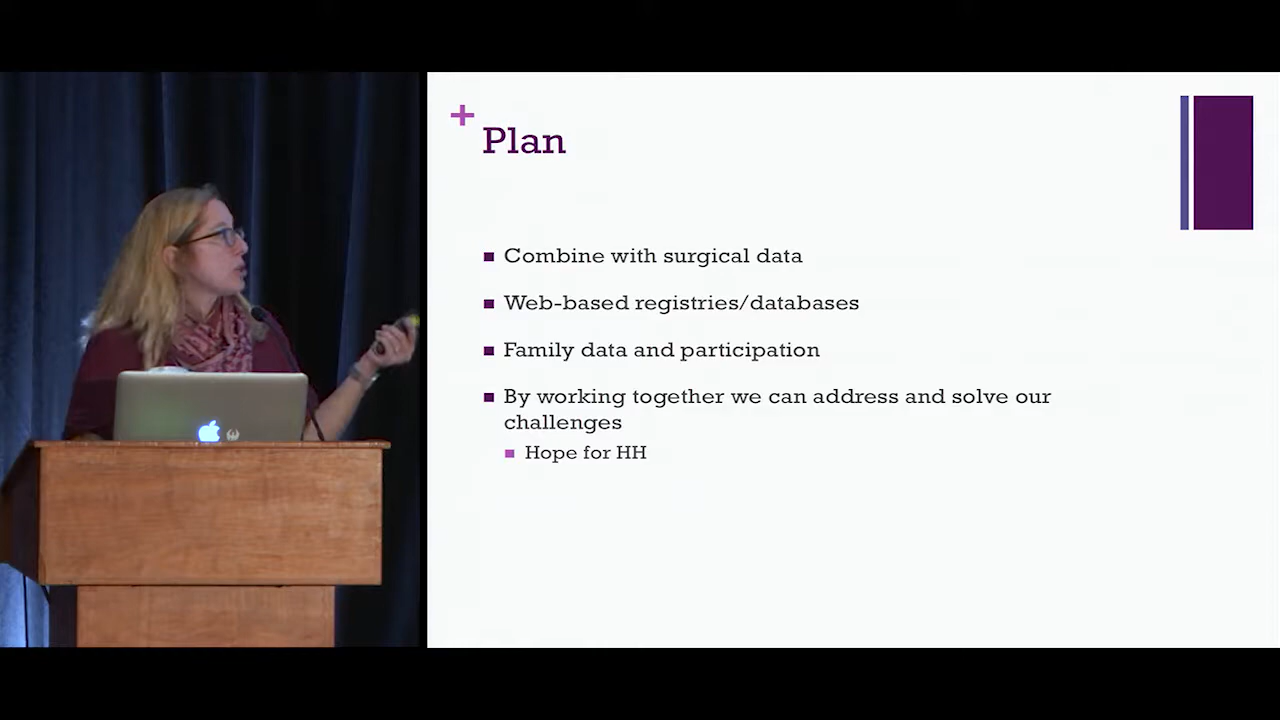 Plan
Combine with surgical data
Web-based registries/databases
Family data and participation
By working together we can address and solve our
challenges
Hope for HH